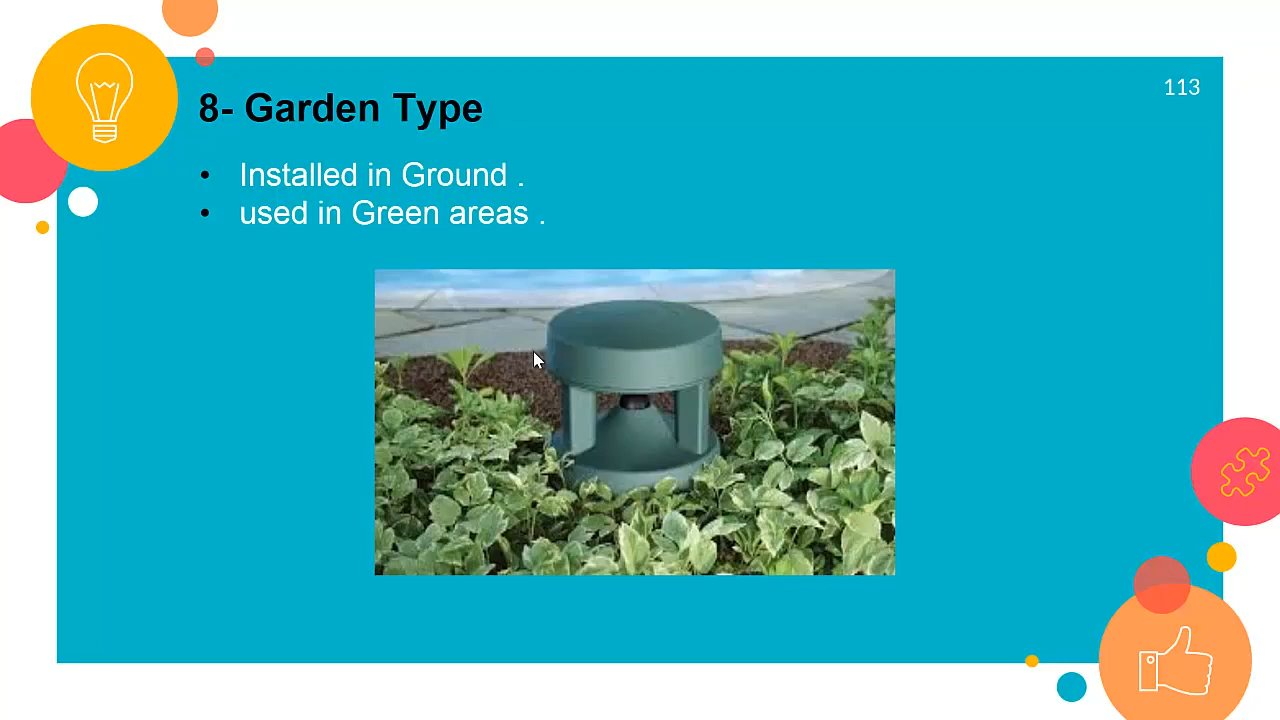 113
8- Garden Type
• Installed in Ground .
• used in Green areas .